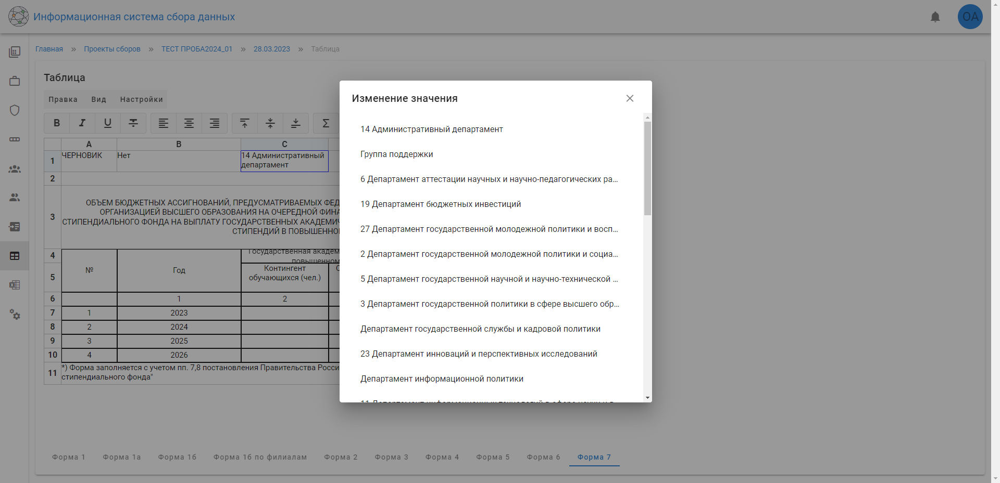 Информационная система сбора данных
ОА
Главная » Проекты сборов » ТЕСТ ПРОБА2024_01 » 28.03.2023 » Таблица
Таблица
Правка Вид Настройки
B I U Σ
A B C
1 ЧЕРНОВИК Нет 14 Административный
департамент
2
3 ОБЪЕМ БЮДЖЕТНЫХ АССИГНОВАНИЙ, ПРЕДУСМАТРИВАЕМЫХ ФЕД
ОРГАНИЗАЦИЕЙ ВЫСШЕГО ОБРАЗОВАНИЯ НА ОЧЕРЕДНОЙ ФИНА
СТИПЕНДИАЛЬНОГО ФОНДА НА ВЫПЛАТУ ГОСУДАРСТВЕННЫХ АКАДЕМИЧ
СТИПЕНДИЙ В ПОВЫШЕННО
4 Государственная академ
повышенном
5 № Год Контингент
обучающихся (чел.)
6 1 2
7 1 2023
8 2 2024
9 3 2025
10 4 2026
11 *) Форма заполняется с учетом пп. 7,8 постановления Правительства Росси
стипендиального фонда"
Изменение значения
14 Административный департамент
Группа поддержки
6 Департамент аттестации научных и научно-педагогических ра...
19 Департамент бюджетных инвестиций
27 Департамент государственной молодежной политики и восп...
2 Департамент государственной молодежной политики и социа...
5 Департамент государственной научной и научно-технической ...
3 Департамент государственной политики в сфере высшего обр...
Департамент государственной службы и кадровой политики
23 Департамент инноваций и перспективных исследований
Департамент информационной политики
11 Департамент информационных технологий в сфере науки и в
Форма 1 Форма 1а Форма 1б Форма 1б по филиалам Форма 2 Форма 3 Форма 4 Форма 5 Форма 6 Форма 7